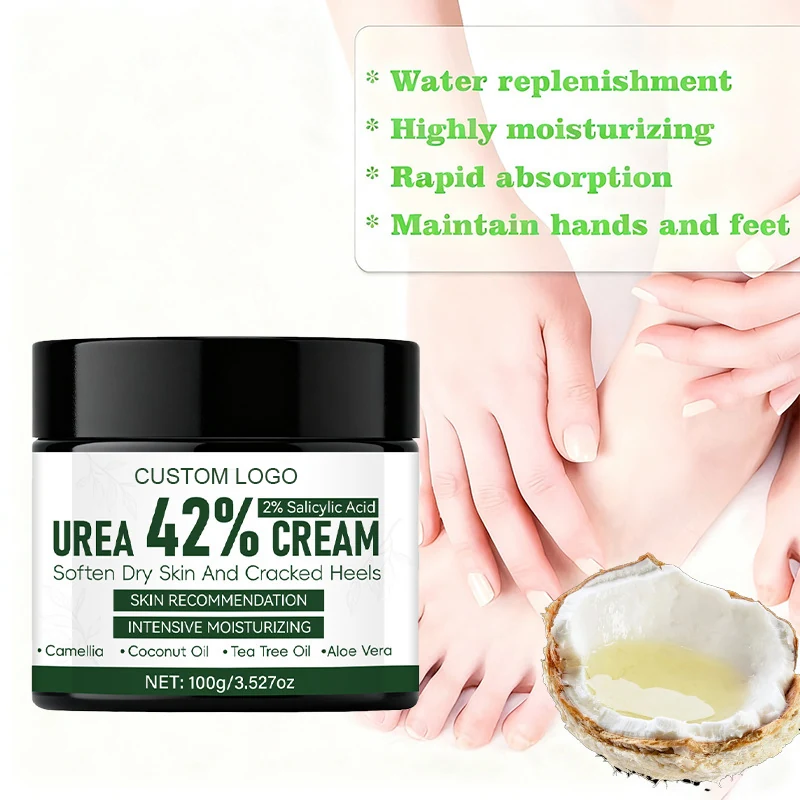 * Water replenishment
* Highly moisturizing
* Rapid absorption
* Maintain hands and feet
CUSTOM LOGO
UREA 42% 2% Salicylic Acid CREAM
Soften Dry Skin And Cracked Heels
SKIN RECOMMENDATION
INTENSIVE MOISTURIZING
• Camellia • Coconut Oil • Tea Tree Oil • Aloe Vera
NET: 100g/3.527oz